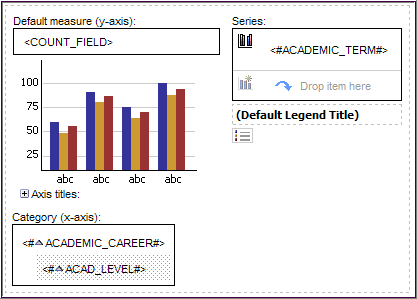 Default measure (y-axis):
<COUNT_FIELD>
100
75
50
25
abc abc abc abc
Axis titles:
Category (x-axis):
<# ACADEMIC_CAREER#>
<# ACAD_LEVEL#>
Series:
<#ACADEMIC_TERM#>
Drop item here
(Default Legend Title)